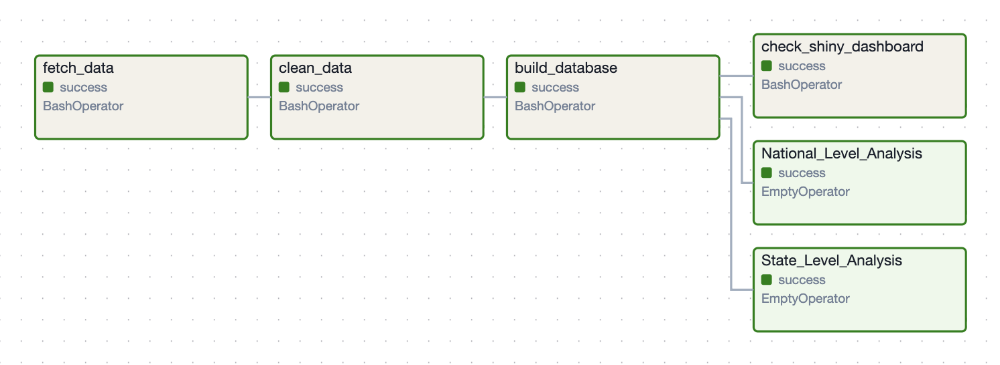 fetch_data
success
BashOperator
clean_data
success
BashOperator
build_database
success
BashOperator
check_shiny_dashboard
success
BashOperator
National_Level_Analysis
success
EmptyOperator
State_Level_Analysis
success
EmptyOperator